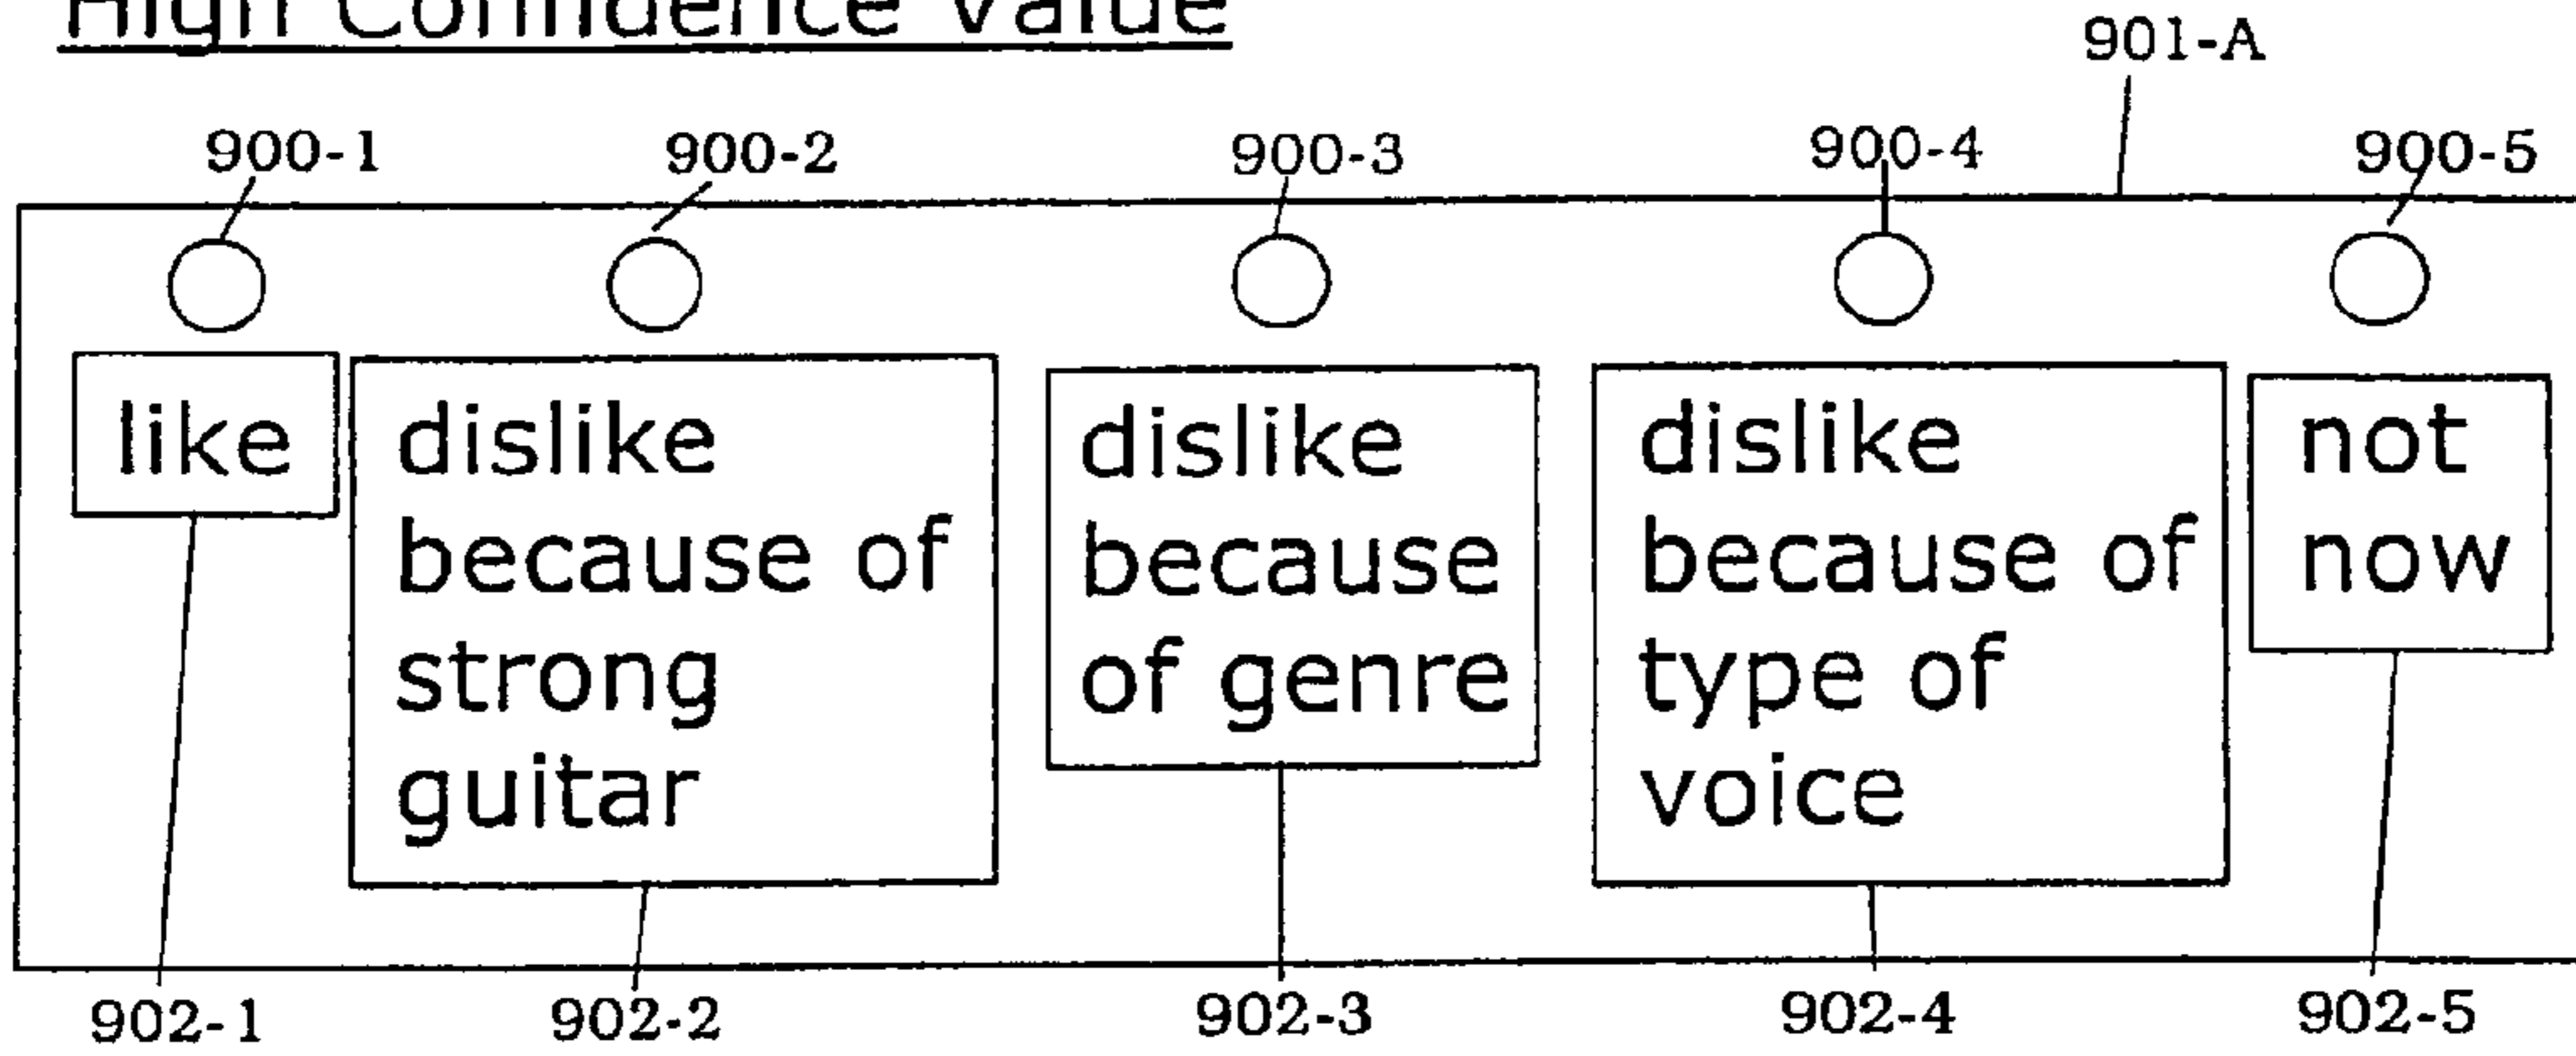 High Confidence Value
901-A
900-1 900-2 900-3 900-4 900-5
like
dislike
because of
strong
guitar
dislike
because
of genre
dislike
because of
type of
voice
not
now
902-1 902-2 902-3 902-4 902-5